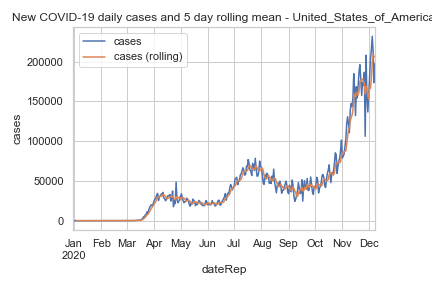 New COVID-19 daily cases and 5 day rolling mean - United_States_of_America
cases
cases (rolling)
200000
150000
100000
50000
0
cases
Jan Feb Mar Apr May Jun Jul Aug Sep Oct Nov Dec
2020
dateRep